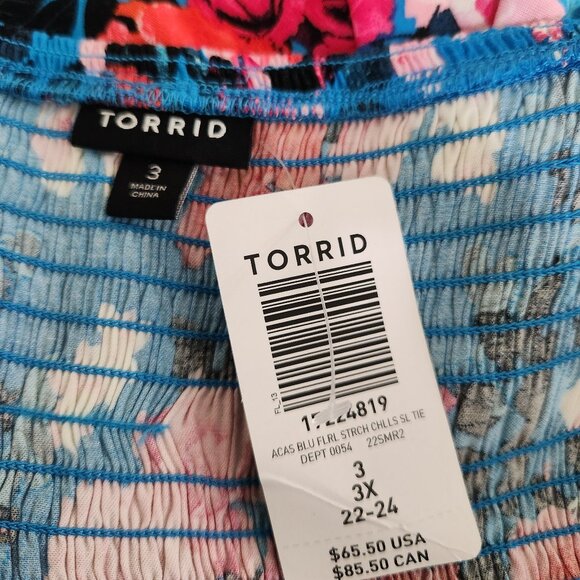 TORRID
3
MADE IN
CHINA
TORRID
FL_13
ACAS BLU FLRL STRCH CHLLS SL TIE
DEPT 0054 22SMR2
3
3X
22-24
$65.50 USA
$85.50 CAN